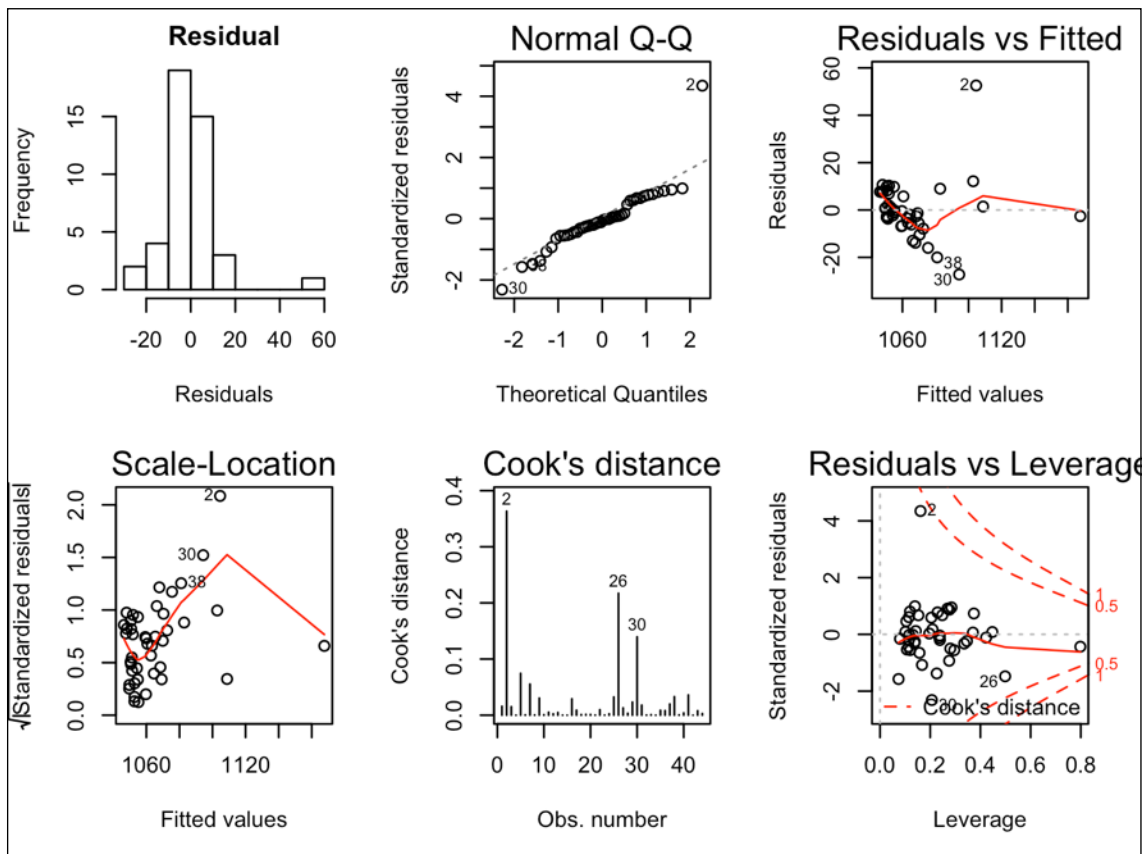 Residual
Frequency
0 5 10 15
-20 0 20 40 60
Residuals
Normal Q-Q
Standardized residuals
-2 0 2 4
2
38
30
-2 -1 0 1 2
Theoretical Quantiles
Residuals vs Fitted
Residuals
-20 0 20 40 60
2
38
30
1060 1120
Fitted values
Scale-Location
√|Standardized residuals|
0.0 0.5 1.0 1.5 2.0
2
30
38
1060 1120
Fitted values
Cook's distance
Cook's distance
0.0 0.1 0.2 0.3 0.4
2
26
30
0 10 20 30 40
Obs. number
Residuals vs Leverage
Standardized residuals
-2 0 2 4
2
1
0.5
0.5
1
26
30
Cook's distance
0.0 0.2 0.4 0.6 0.8
Leverage